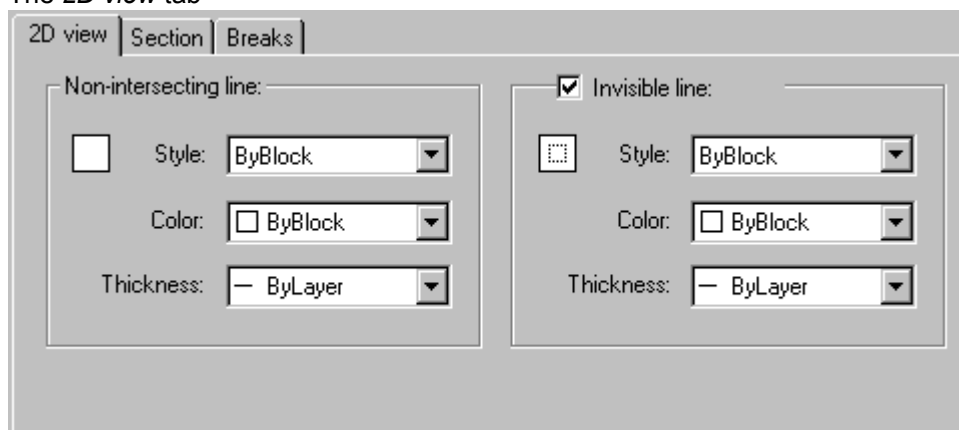 The 2D view tab
2D view Section Breaks
Non-intersecting line:
Style: ByBlock
Color: ByBlock
Thickness: ByLayer
Invisible line:
Style: ByBlock
Color: ByBlock
Thickness: ByLayer